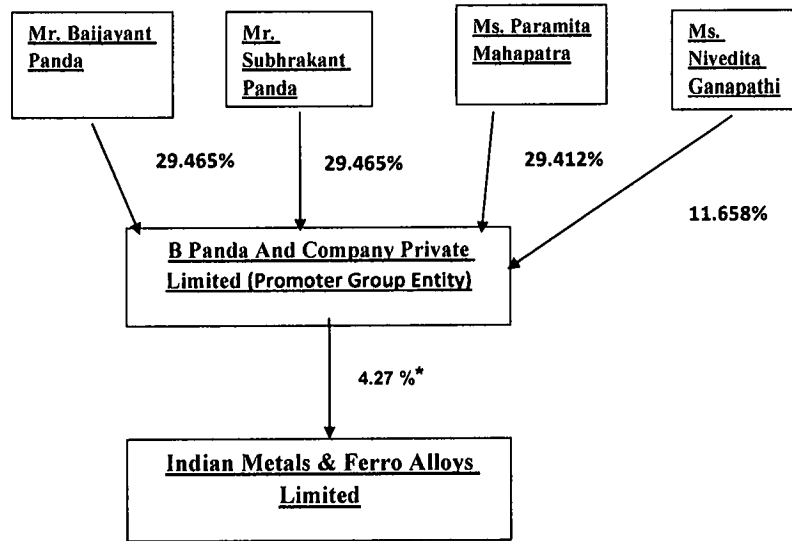 Mr. Baijayant
Panda
Mr.
Subhrakant
Panda
Ms. Paramita
Mahapatra
Ms.
Nivedita
Ganapathi
29.465%
29.465%
29.412%
11.658%
B Panda And Company Private
Limited (Promoter Group Entity)
4.27 %*
Indian Metals & Ferro Alloys
Limited